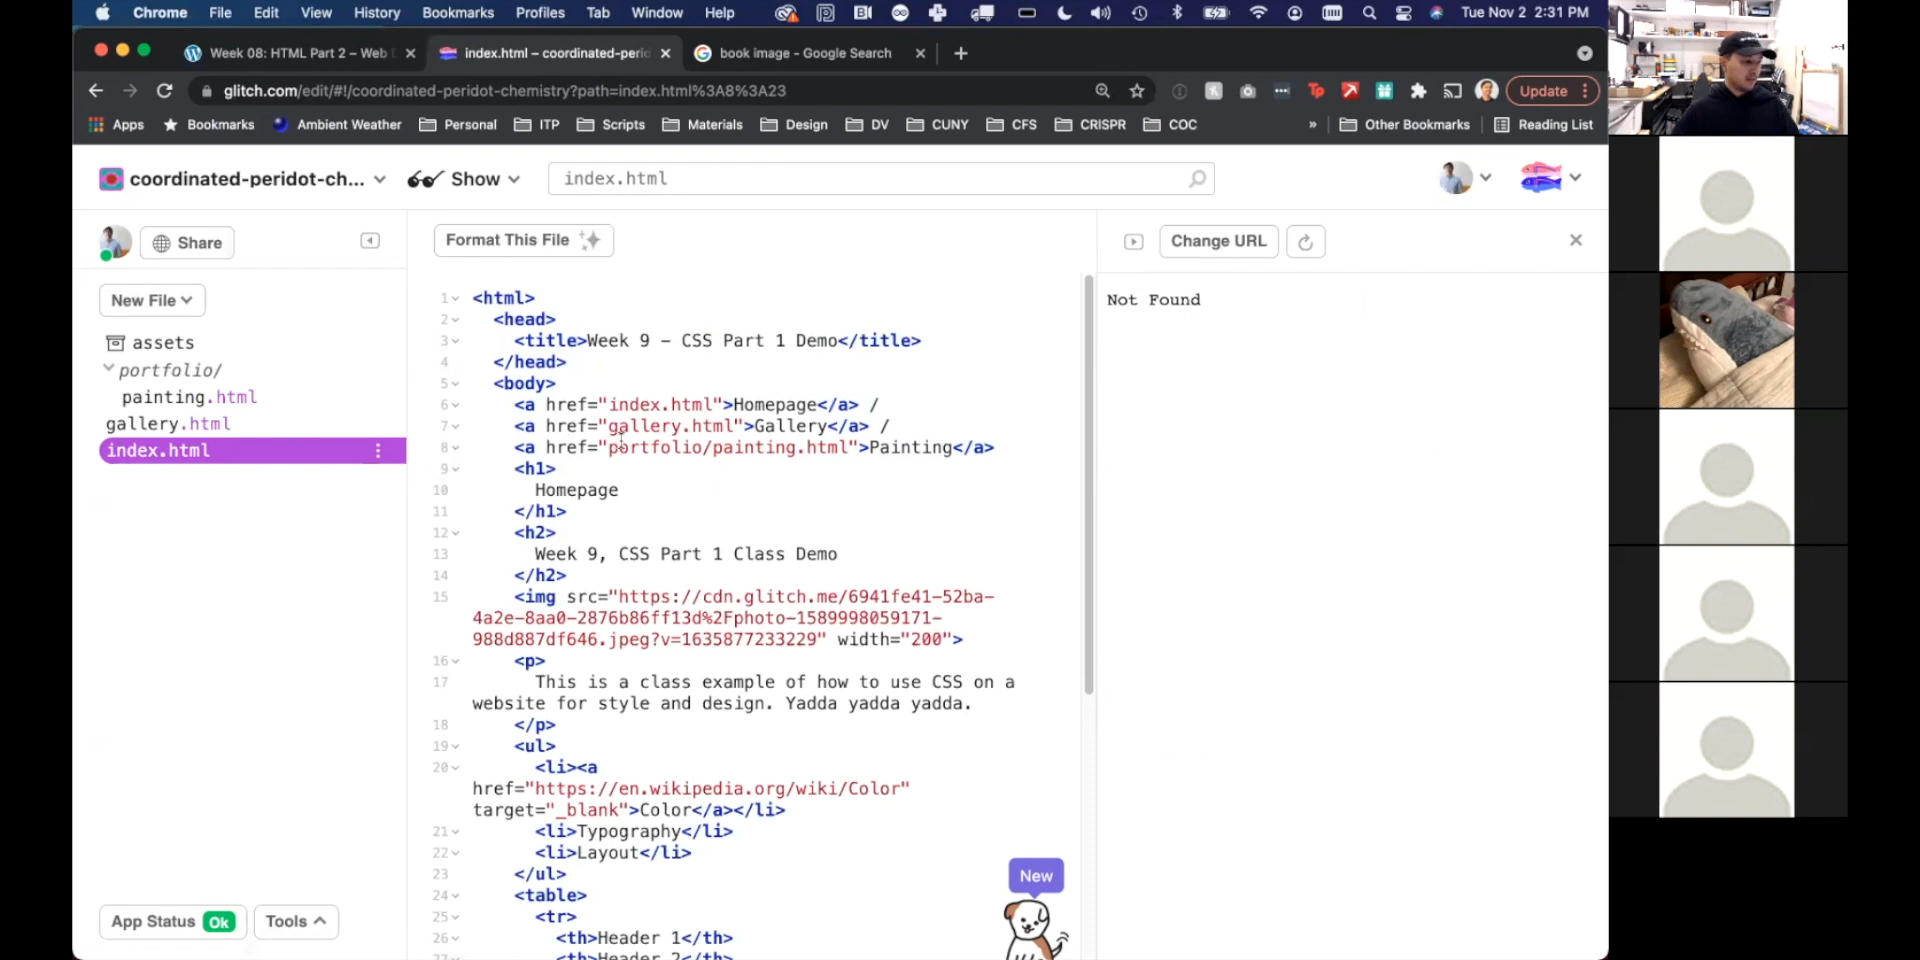 Chrome File Edit View History Bookmarks Profiles Tab Window Help Tue Nov 2 2:31 PM
Week 08: HTML Part 2 – Web index.html – coordinated-peri book image - Google Search
glitch.com/edit/#!/coordinated-peridot-chemistry?path=index.html%3A8%3A23 Update
Apps Bookmarks Ambient Weather Personal ITP Scripts Materials Design DV CUNY CFS CRISPR COC » Other Bookmarks Reading List
coordinated-peridot-ch... Show index.html
Share Format This File Change URL
New File
Not Found
assets
portfolio/
painting.html
gallery.html
index.html
1 <html>
2 <head>
3 <title>Week 9 – CSS Part 1 Demo</title>
4 </head>
5 <body>
6 <a href="index.html">Homepage</a> /
7 <a href="gallery.html">Gallery</a> /
8 <a href="portfolio/painting.html">Painting</a>
9 <h1>
10 Homepage
11 </h1>
12 <h2>
13 Week 9, CSS Part 1 Class Demo
14 </h2>
15 <img src="https://cdn.glitch.me/6941fe41-52ba-
4a2e-8aa0-2876b86ff13d%2Fphoto-1589998059171-
988d887df646.jpeg?v=1635877233229" width="200">
16 <p>
17 This is a class example of how to use CSS on a
website for style and design. Yadda yadda yadda.
18 </p>
19 <ul>
20 <li><a
href="https://en.wikipedia.org/wiki/Color"
target="_blank">Color</a></li>
21 <li>Typography</li>
22 <li>Layout</li>
23 </ul>
24 <table>
25 <tr>
26 <th>Header 1</th>
27 <th>Header 2</th>
New
App Status Ok Tools